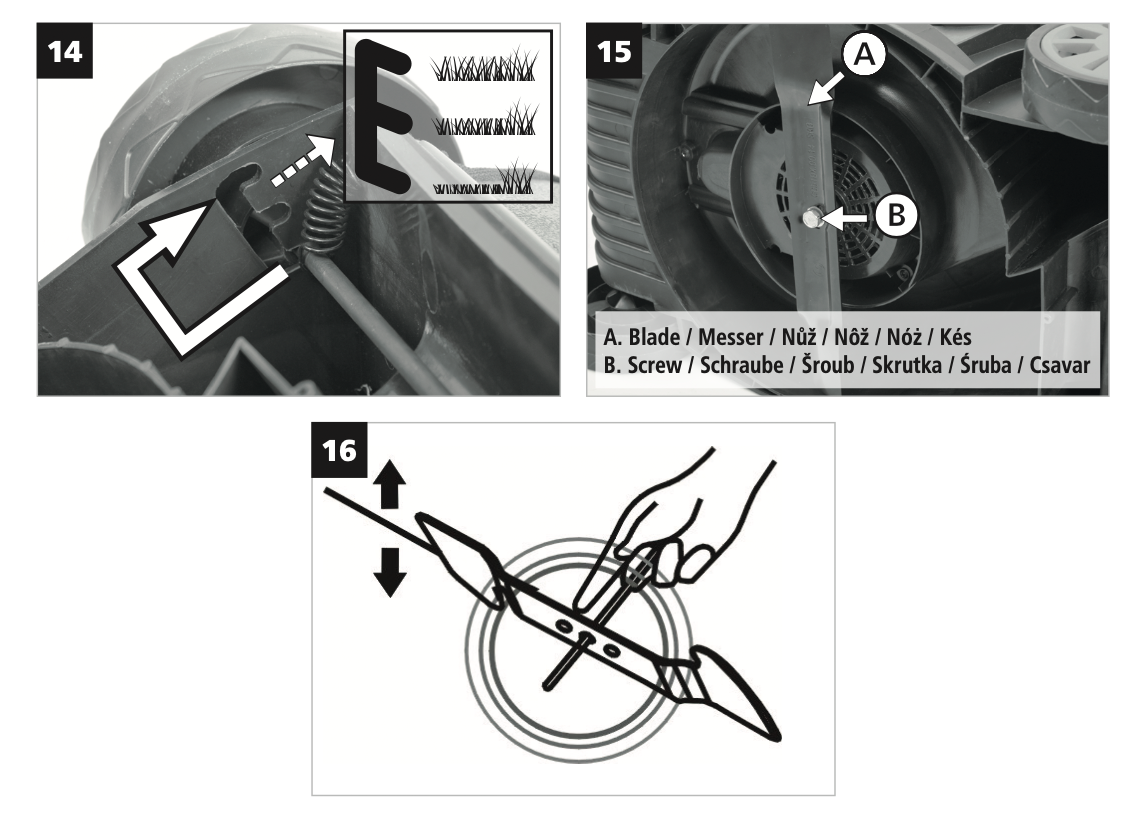 14
15
A
B
A. Blade / Messer / Nůž / Nôž / Nóż / Kés
B. Screw / Schraube / Šroub / Skrutka / Śruba / Csavar
16